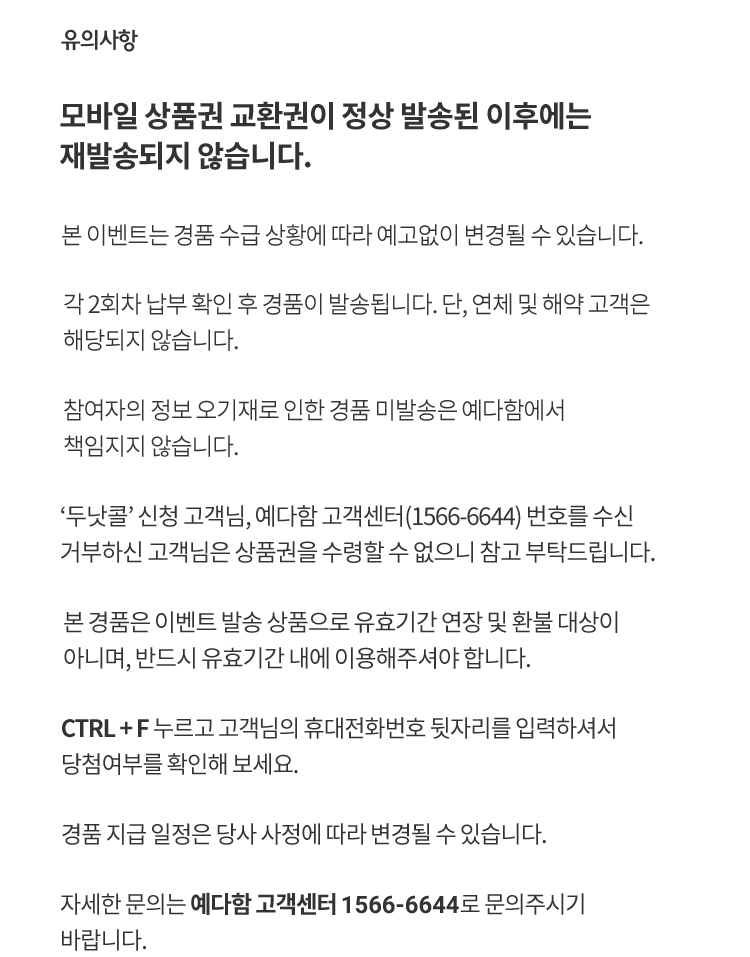 유의사항
모바일 상품권 교환권이 정상 발송된 이후에는
재발송되지 않습니다.
본 이벤트는 경품 수급 상황에 따라 예고없이 변경될 수 있습니다.
각 2회차 납부 확인 후 경품이 발송됩니다. 단, 연체 및 해약 고객은
해당되지 않습니다.
참여자의 정보 오기재로 인한 경품 미발송은 예다함에서
책임지지 않습니다.
‘두낫콜’ 신청 고객님, 예다함 고객센터(1566-6644) 번호를 수신
거부하신 고객님은 상품권을 수령할 수 없으니 참고 부탁드립니다.
본 경품은 이벤트 발송 상품으로 유효기간 연장 및 환불 대상이
아니며, 반드시 유효기간 내에 이용해주셔야 합니다.
CTRL + F 누르고 고객님의 휴대전화번호 뒷자리를 입력하셔서
당첨여부를 확인해 보세요.
경품 지급 일정은 당사 사정에 따라 변경될 수 있습니다.
자세한 문의는 예다함 고객센터 1566-6644로 문의주시기
바랍니다.